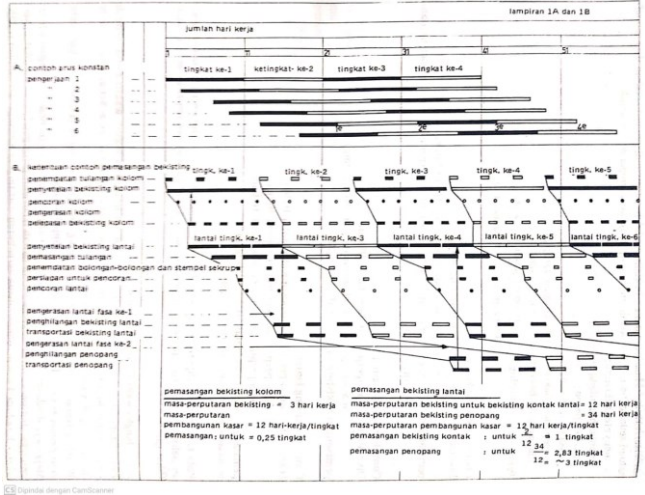 lampiran 1A dan 1B
jumlah hari kerja
1 11 21 31 41 51
A. contoh arus konstan
tingkat ke-1 ketingkat- ke-2 tingkat ke-3 tingkat ke-4
pengerjaan 1
" 2
" 3
" 4
" 5
" 6
1e 2e 3e 4e
B. ketentuan contoh pemasangan bekisting
tingk. ke-1 tingk. ke-2 tingk. ke-3 tingk. ke-4 tingk. ke-5
penempatan tulangan kolom
penyetelan bekisting kolom
pencoran kolom
pengerasan kolom
pelepasan bekisting kolom
lantai tingk. ke-1 lantai tingk. ke-3 lantai tingk. ke-4 lantai tingk. ke-5 lantai tingk. ke-6
penyetelan bekisting lantai
pemasangan tulangan
penempatan bolongan-bolongan dan stempel sekrup
persiapan untuk pencoran
pencoran lantai
pengerasan lantai fasa ke-1
penghilangan bekisting lantai
transportasi bekisting lantai
pengerasan lantai fase ke-2
penghilangan penopang
transportasi penopang
pemasangan bekisting kolom
masa-perputaran bekisting = 3 hari kerja
masa-perputaran
pembangunan kasar = 12 hari-kerja/tingkat
pemasangan; untuk = 0,25 tingkat
pemasangan bekisting lantai
masa-perputaran bekisting untuk bekisting kontak lantai= 12 hari kerja
masa-perputaran bekisting penopang = 34 hari kerja
masa-perputaran pembangunan kasar = 12 hari kerja/tingkat
pemasangan bekisting kontak : untuk 2/12 = 1 tingkat
pemasangan penopang : untuk 34/12 = 2,83 tingkat
= ~3 tingkat
CS Dipindai dengan CamScanner